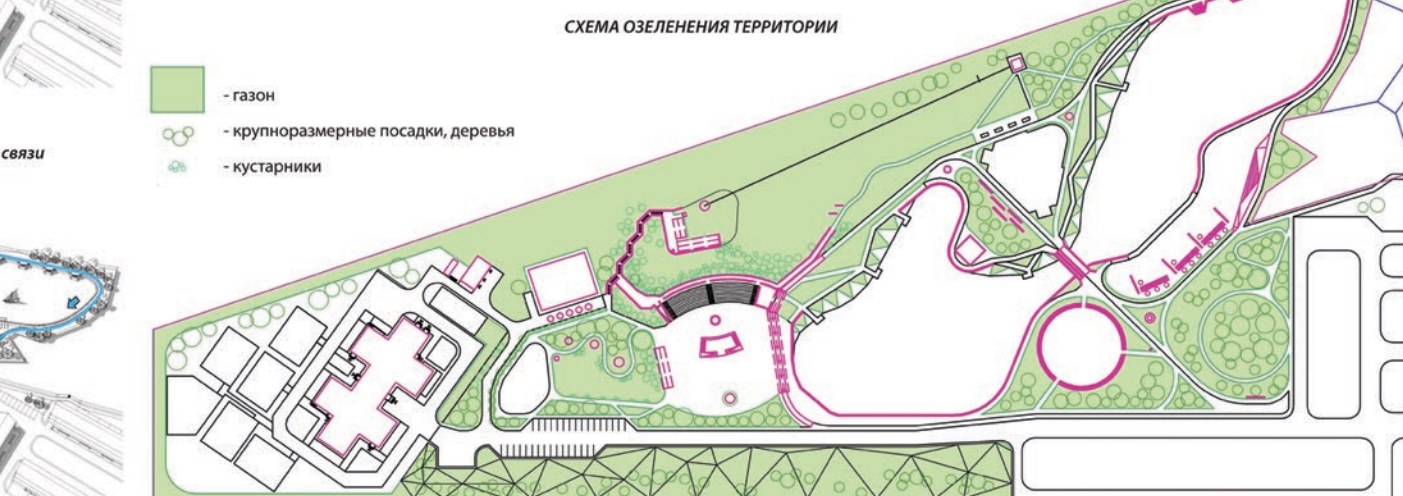 СХЕМА ОЗЕЛЕНЕНИЯ ТЕРРИТОРИИ
- газон
- крупноразмерные посадки, деревья
связи
- кустарники